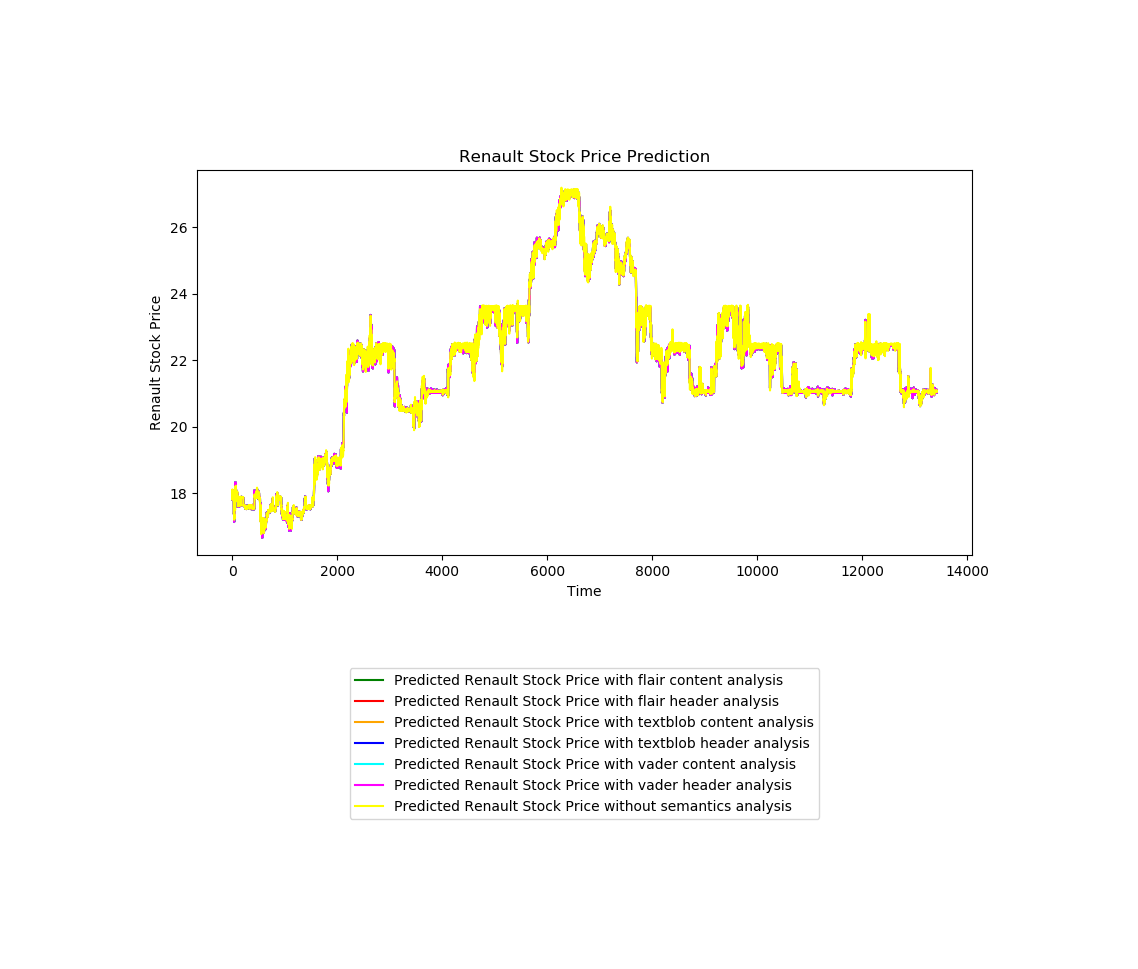 Renault Stock Price Prediction
Renault Stock Price
26
24
22
20
18
0 2000 4000 6000 8000 10000 12000 14000
Time
Predicted Renault Stock Price with flair content analysis
Predicted Renault Stock Price with flair header analysis
Predicted Renault Stock Price with textblob content analysis
Predicted Renault Stock Price with textblob header analysis
Predicted Renault Stock Price with vader content analysis
Predicted Renault Stock Price with vader header analysis
Predicted Renault Stock Price without semantics analysis